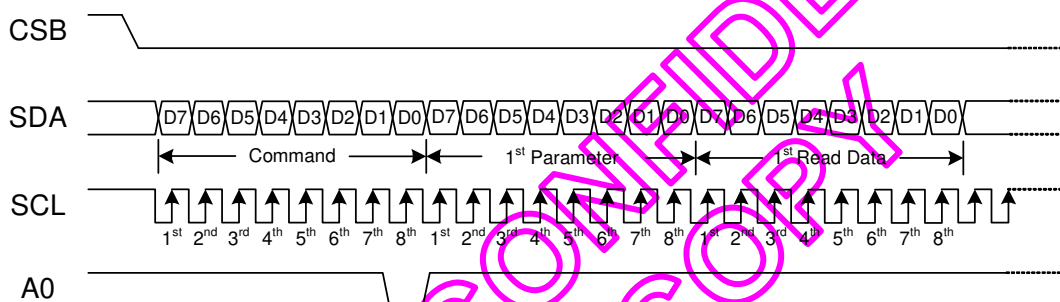 CSB
SDA D7 D6 D5 D4 D3 D2 D1 D0 D7 D6 D5 D4 D3 D2 D1 D0 D7 D6 D5 D4 D3 D2 D1 D0
Command 1st Parameter 1st Read Data
SCL
1st 2nd 3rd 4th 5th 6th 7th 8th 1st 2nd 3rd 4th 5th 6th 7th 8th 1st 2nd 3rd 4th 5th 6th 7th 8th
A0
CONFIDE
COPY